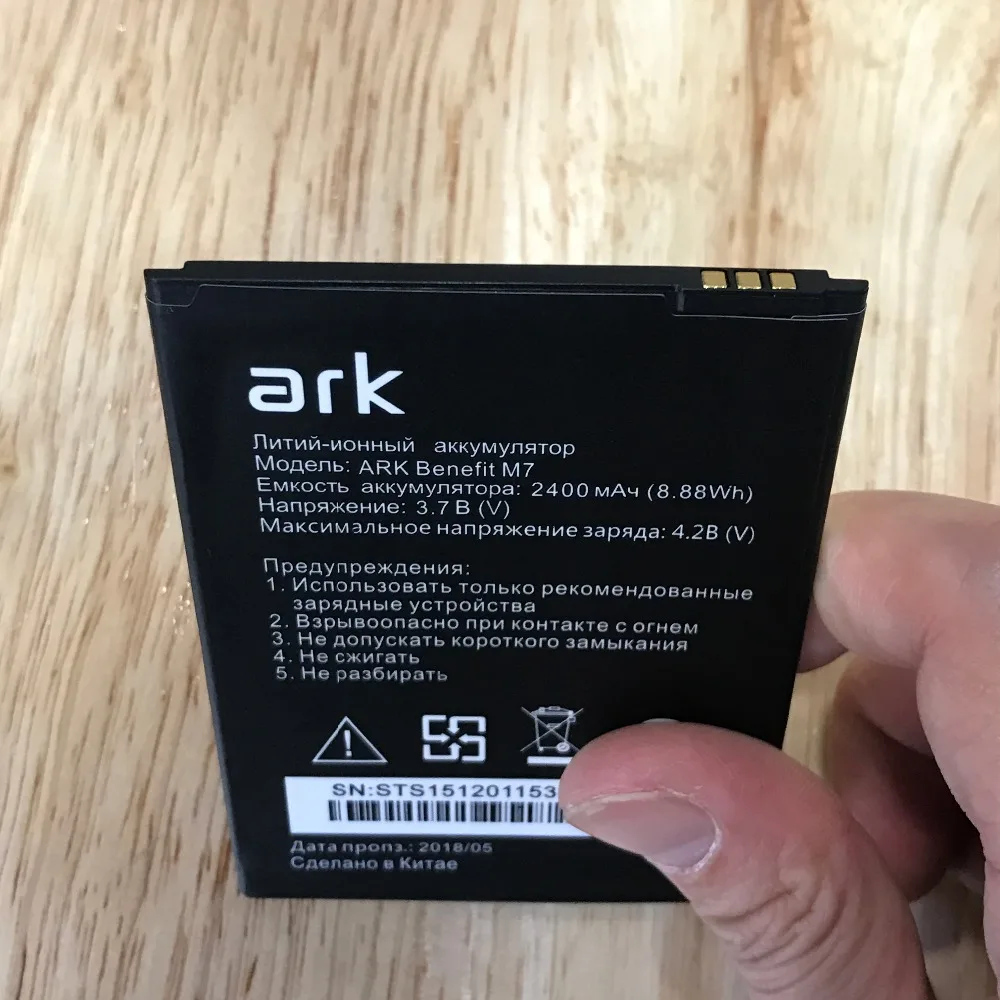 ark
Литий-ионный аккумулятор
Модель: ARK Benefit M7
Емкость аккумулятора: 2400 мАч (8.88Wh)
Напряжение: 3.7 В (V)
Максимальное напряжение заряда: 4.2В (V)
Предупреждения:
1. Использовать только рекомендованные
зарядные устройства
2. Взрывоопасно при контакте с огнем
3. Не допускать короткого замыкания
4. Не сжигать
5. Не разбирать
SN:STS151201153
Дата пропз.: 2018/05
Сделано в Китае